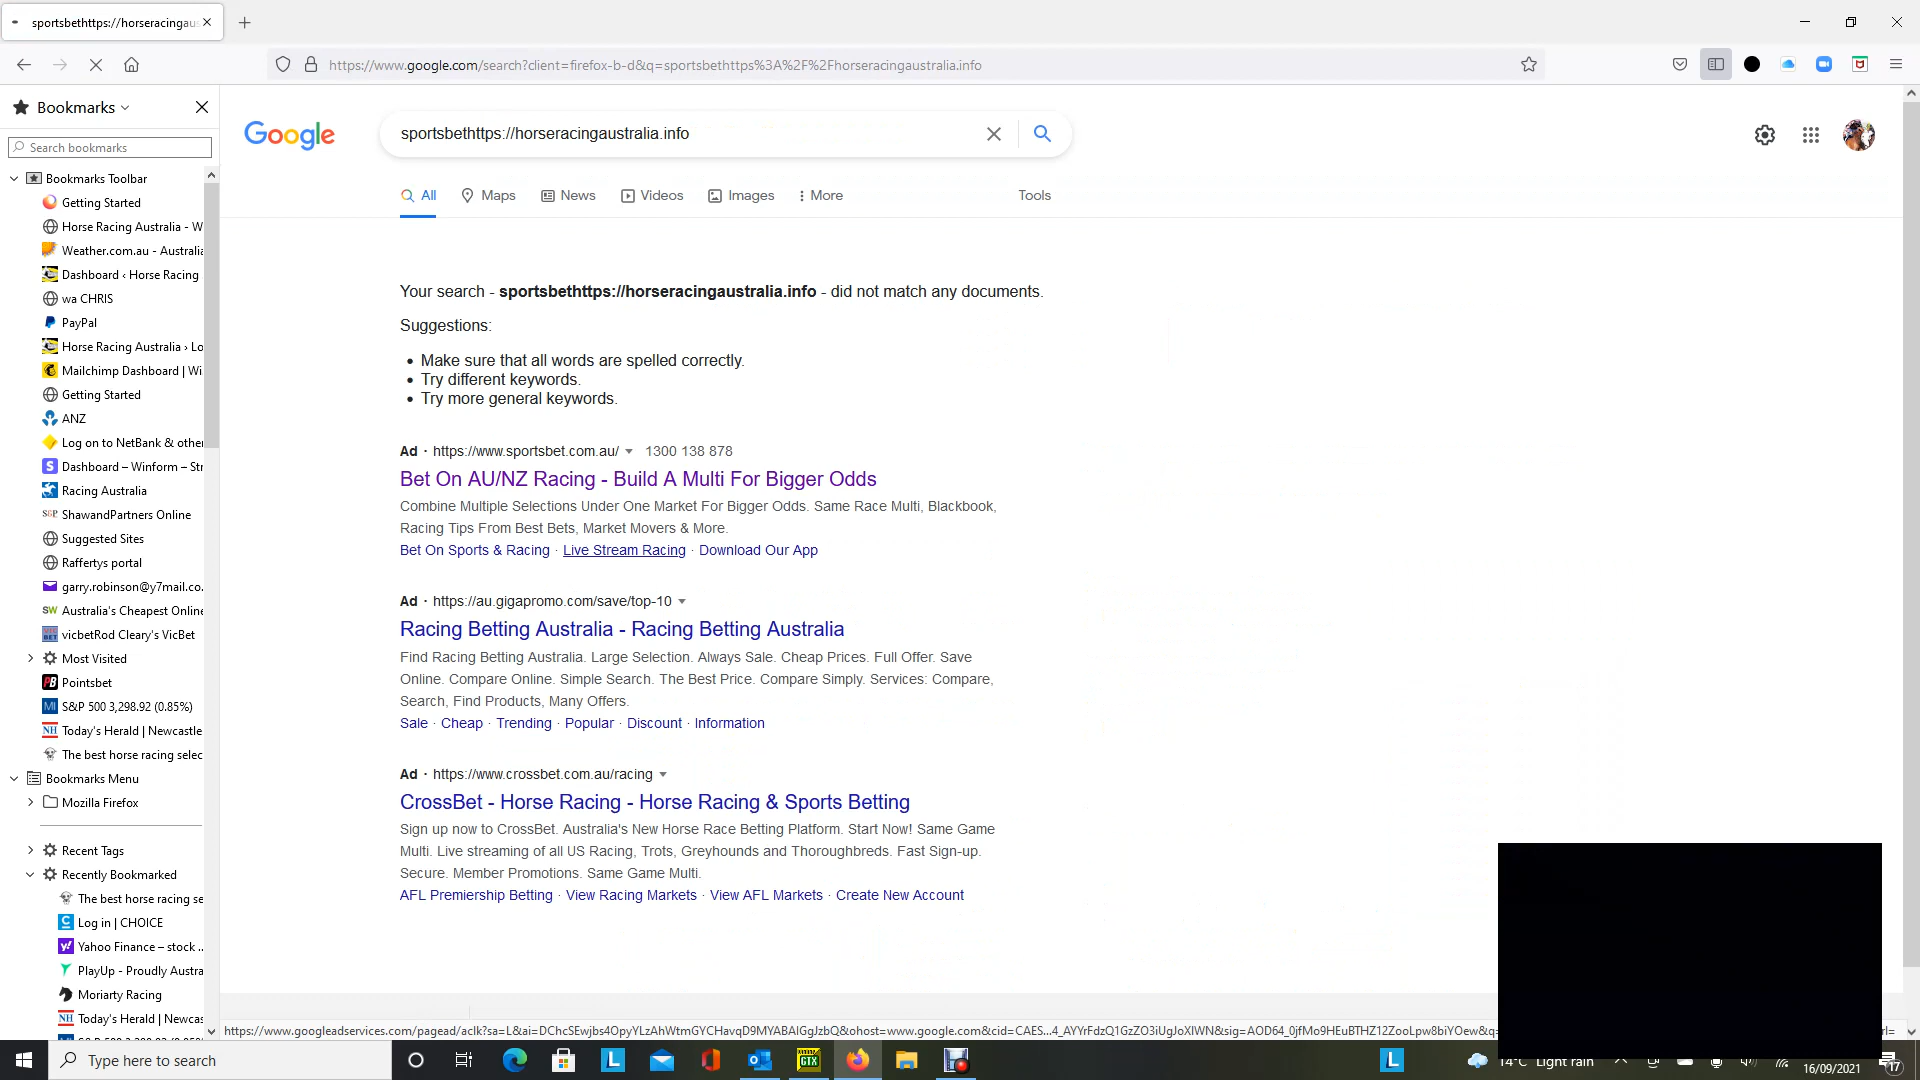 sportsbethttps://horseracingau
https://www.google.com/search?client=firefox-b-d&q=sportsbethttps%3A%2F%2Fhorseracingaustralia.info
Bookmarks
Search bookmarks
Bookmarks Toolbar
Getting Started
Horse Racing Australia - W
Weather.com.au - Australia
Dashboard ‹ Horse Racing
wa CHRIS
PayPal
Horse Racing Australia › Lo
Mailchimp Dashboard | Wi
Getting Started
ANZ
Log on to NetBank & other
Dashboard – Winform – Str
Racing Australia
S&P ShawandPartners Online
Suggested Sites
Raffertys portal
garry.robinson@y7mail.co.
SW Australia's Cheapest Online
vicbetRod Cleary's VicBet
Most Visited
PB Pointsbet
MI S&P 500 3,298.92 (0.85%)
NH Today's Herald | Newcastle
The best horse racing selec
Bookmarks Menu
Mozilla Firefox
Recent Tags
Recently Bookmarked
The best horse racing se
Log in | CHOICE
Yahoo Finance – stock ..
PlayUp - Proudly Austra
Moriarty Racing
NH Today's Herald | Newcas
Google
sportsbethttps://horseracingaustralia.info
All Maps News Videos Images More Tools
Your search - sportsbethttps://horseracingaustralia.info - did not match any documents.
Suggestions:
• Make sure that all words are spelled correctly.
• Try different keywords.
• Try more general keywords.
Ad · https://www.sportsbet.com.au/ 1300 138 878
Bet On AU/NZ Racing - Build A Multi For Bigger Odds
Combine Multiple Selections Under One Market For Bigger Odds. Same Race Multi, Blackbook,
Racing Tips From Best Bets, Market Movers & More.
Bet On Sports & Racing · Live Stream Racing · Download Our App
Ad · https://au.gigapromo.com/save/top-10
Racing Betting Australia - Racing Betting Australia
Find Racing Betting Australia. Large Selection. Always Sale. Cheap Prices. Full Offer. Save
Online. Compare Online. Simple Search. The Best Price. Compare Simply. Services: Compare,
Search, Find Products, Many Offers.
Sale · Cheap · Trending · Popular · Discount · Information
Ad · https://www.crossbet.com.au/racing
CrossBet - Horse Racing - Horse Racing & Sports Betting
Sign up now to CrossBet. Australia's New Horse Race Betting Platform. Start Now! Same Game
Multi. Live streaming of all US Racing, Trots, Greyhounds and Thoroughbreds. Fast Sign-up.
Secure. Member Promotions. Same Game Multi.
AFL Premiership Betting · View Racing Markets · View AFL Markets · Create New Account
Type here to search
14°C Light rain
16/09/2021
17